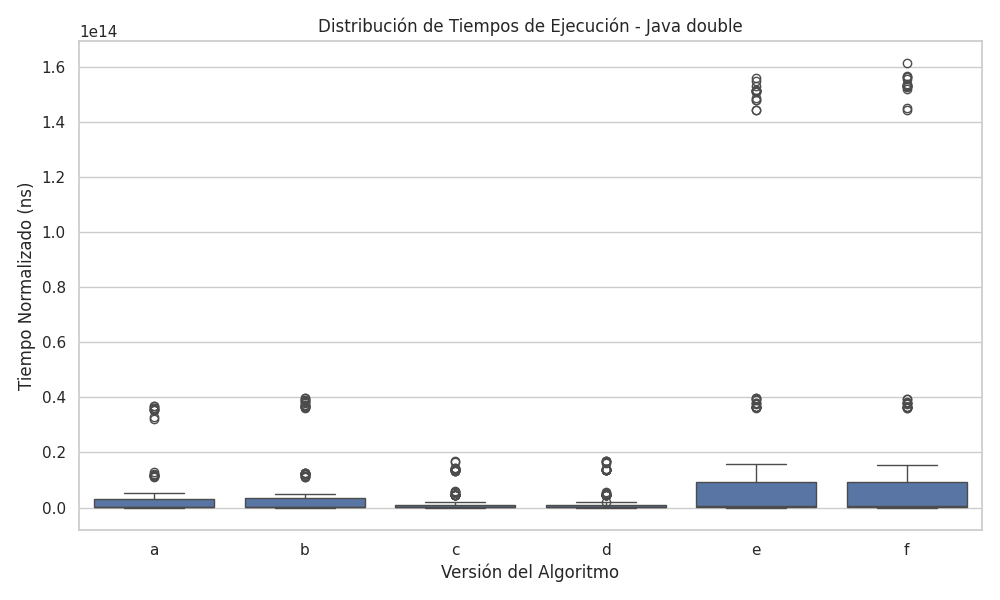 Distribución de Tiempos de Ejecución - Java double
1e14
1.6
1.4
1.2
1.0
0.8
0.6
0.4
0.2
0.0
Tiempo Normalizado (ns)
a b c d e f
Versión del Algoritmo